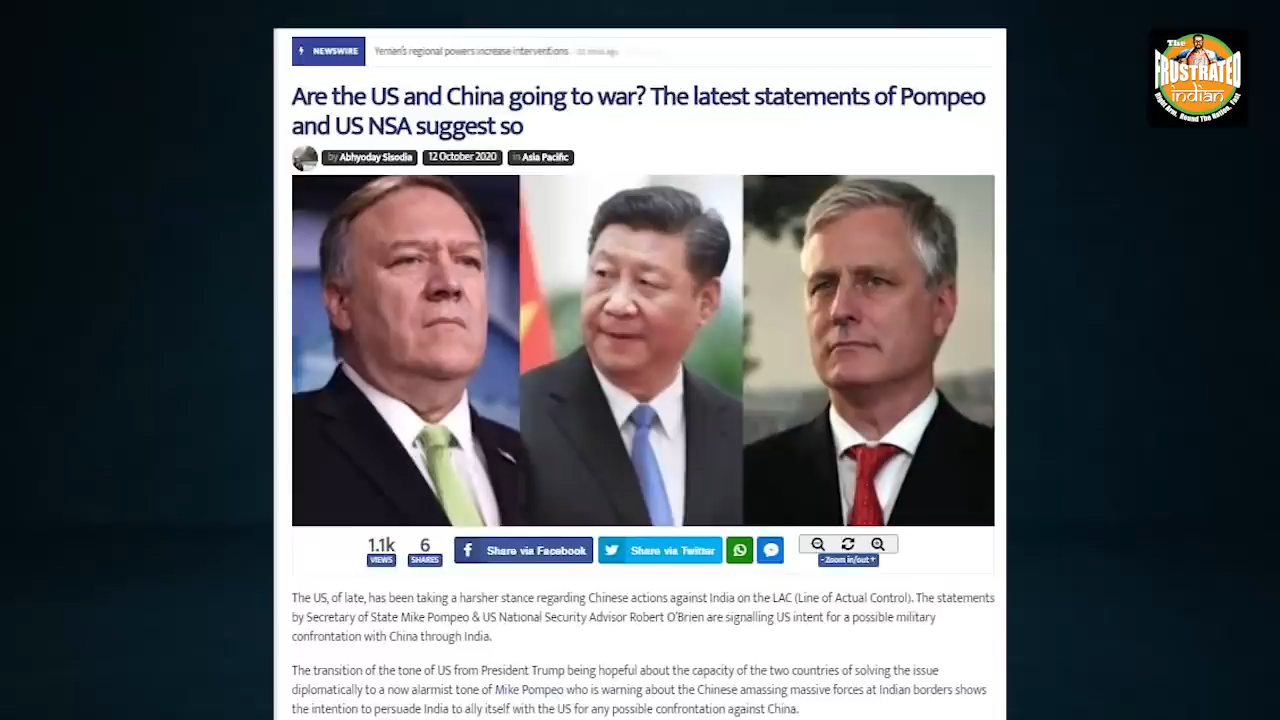 NEWSWIRE Yemen's regional powers increase interventions
Are the US and China going to war? The latest statements of Pompeo
and US NSA suggest so
by Abhyoday Sisodia 12 October 2020 in Asia Pacific
The
FRUSTRATED
indian
Right Arm. Round The Nation. Fast
1.1k 6
VIEWS SHARES
Share via Facebook Share via Twitter
- Zoom in/out +
The US, of late, has been taking a harsher stance regarding Chinese actions against India on the LAC (Line of Actual Control). The statements
by Secretary of State Mike Pompeo & US National Security Advisor Robert O'Brien are signalling US intent for a possible military
confrontation with China through India.
The transition of the tone of US from President Trump being hopeful about the capacity of the two countries of solving the issue
diplomatically to a now alarmist tone of Mike Pompeo who is warning about the Chinese amassing massive forces at Indian borders shows
the intention to persuade India to ally itself with the US for any possible confrontation against China.